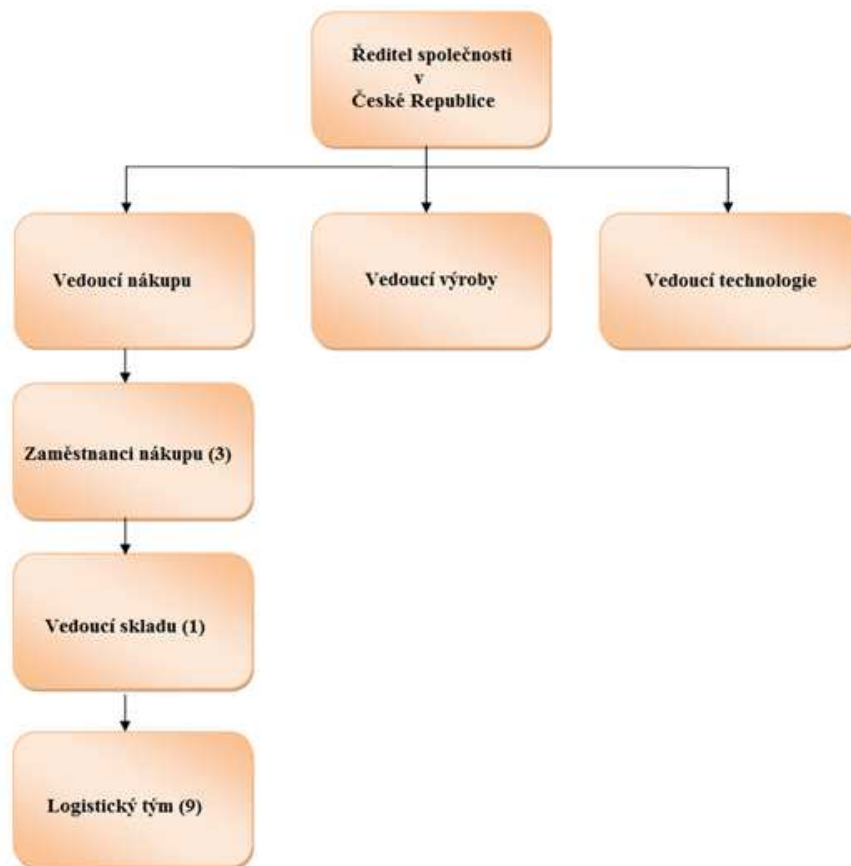 Ředitel společnosti
v
České Republice
Vedoucí nákupu
Vedoucí výroby
Vedoucí technologie
Zaměstnanci nákupu (3)
Vedoucí skladu (1)
Logistický tým (9)